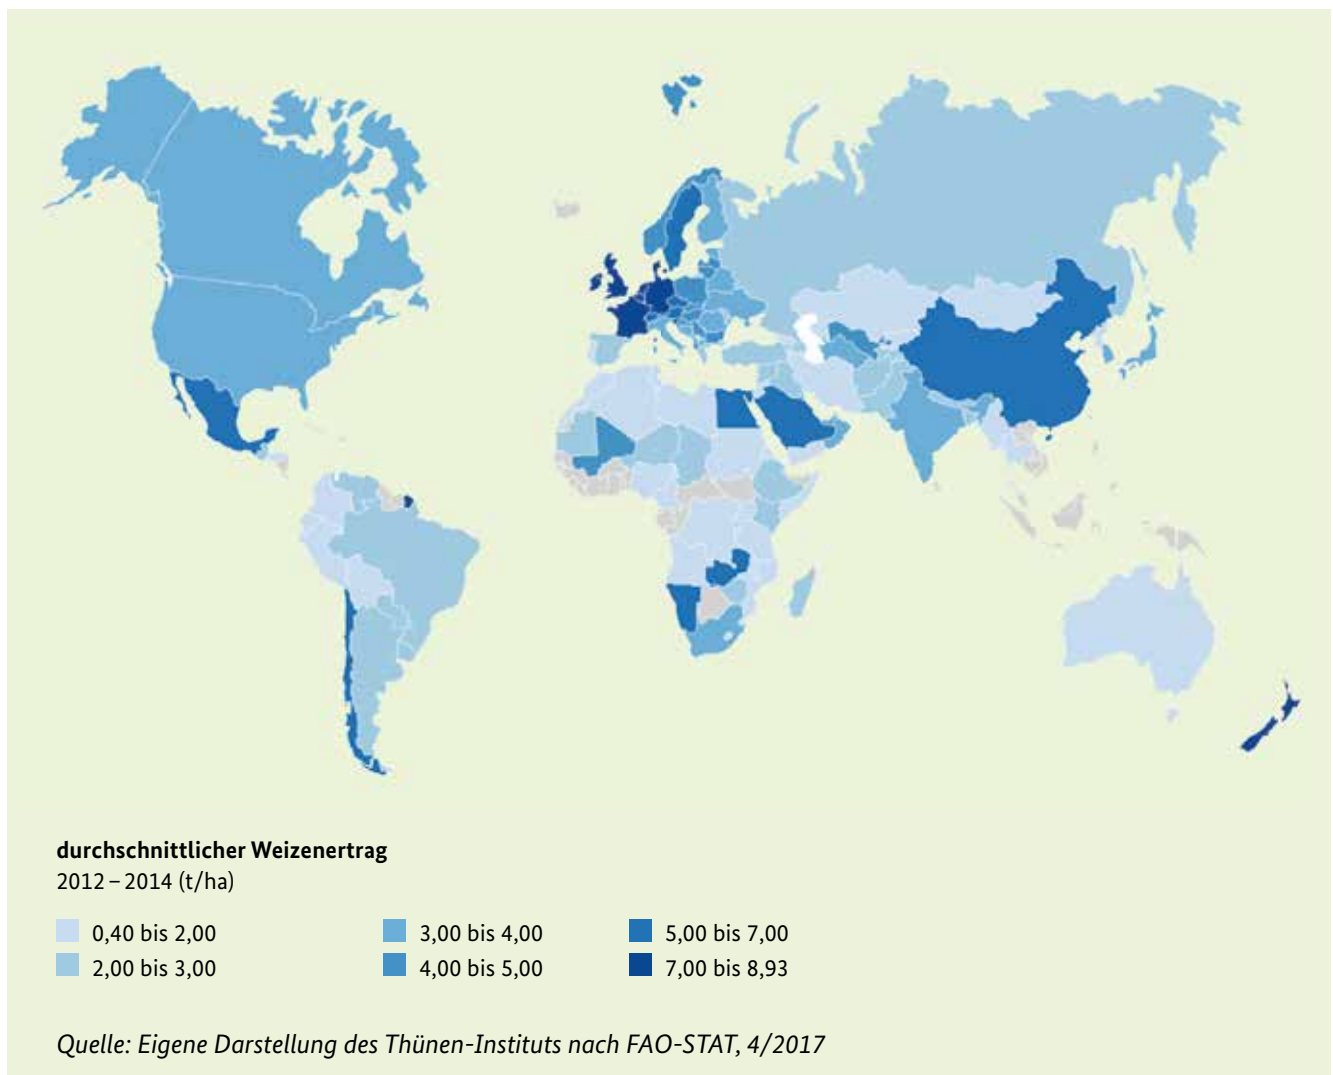 durchschnittlicher Weizenertrag
2012 – 2014 (t/ha)
0,40 bis 2,00
2,00 bis 3,00
3,00 bis 4,00
4,00 bis 5,00
5,00 bis 7,00
7,00 bis 8,93
Quelle: Eigene Darstellung des Thünen-Instituts nach FAO-STAT, 4/2017